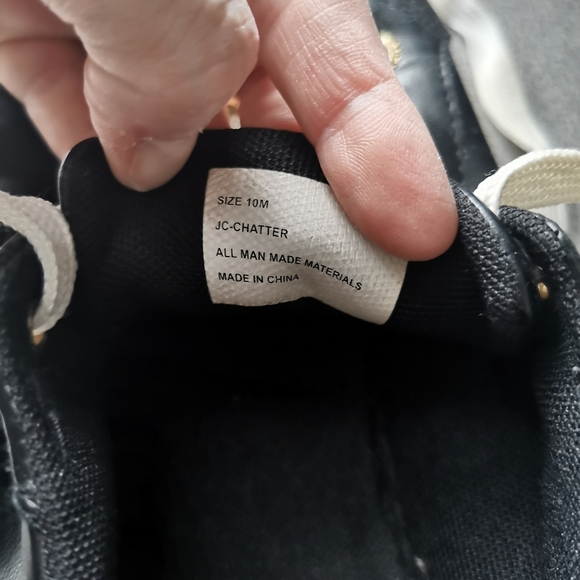 SIZE 10M
JC-CHATTER
ALL MAN MADE MATERIALS
MADE IN CHINA